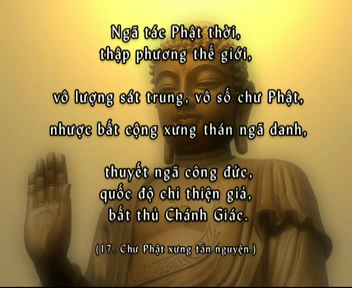 Ngã tác Phật thời,
thập phương thế giới,
vô lượng sát trung, vô số chư Phật,
nhược bất cộng xưng thán ngã danh,
thuyết ngã công đức,
quốc độ chi thiện giả,
bất thủ Chánh Giác.
(17. Chư Phật xưng tán nguyện.)